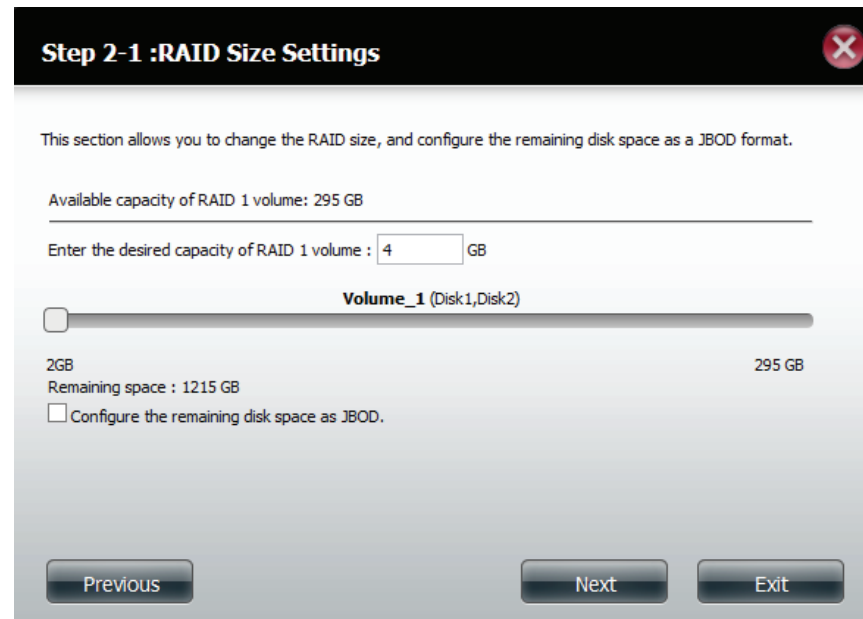 Step 2-1 :RAID Size Settings
This section allows you to change the RAID size, and configure the remaining disk space as a JBOD format.
Available capacity of RAID 1 volume: 295 GB
Enter the desired capacity of RAID 1 volume : 4 GB
Volume_1 (Disk1,Disk2)
2GB 295 GB
Remaining space : 1215 GB
Configure the remaining disk space as JBOD.
Previous Next Exit